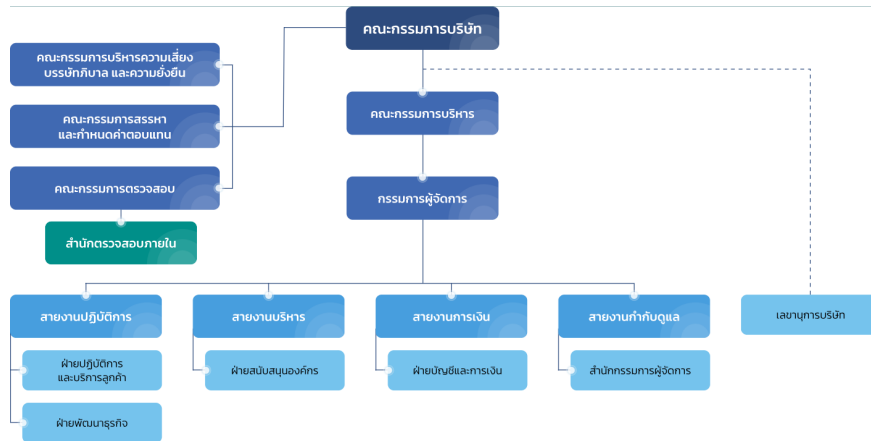 คณะกรรมการบริษัท
คณะกรรมการบริหารความเสี่ยง
บรรษัทภิบาล และความยั่งยืน
คณะกรรมการบริหาร
คณะกรรมการสรรหา
และกำหนดค่าตอบแทน
คณะกรรมการตรวจสอบ
กรรมการผู้จัดการ
สำนักตรวจสอบภายใน
สายงานปฏิบัติการ
สายงานบริหาร
สายงานการเงิน
สายงานกำกับดูแล
เลขานุการบริษัท
ฝ่ายปฏิบัติการ
และบริการลูกค้า
ฝ่ายสนับสนุนองค์กร
ฝ่ายบัญชีและการเงิน
สำนักกรรมการผู้จัดการ
ฝ่ายพัฒนาธุรกิจ